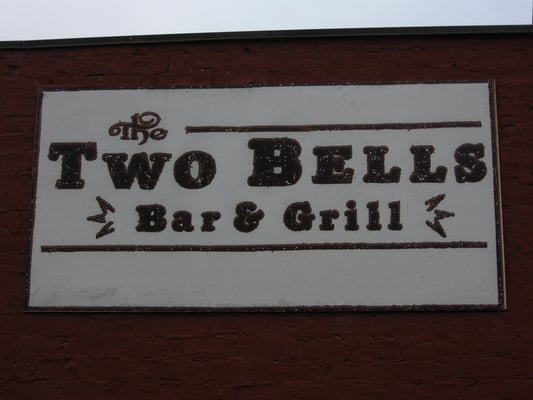 The
Two Bells
Bar & Grill